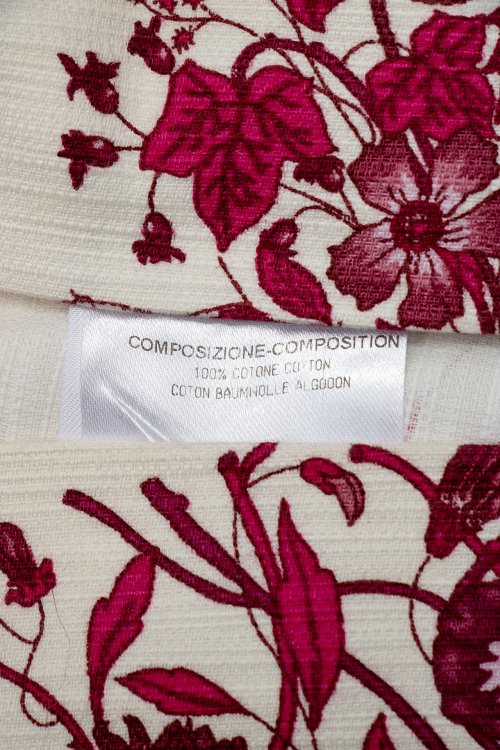 COMPOSIZIONE-COMPOSITION
100% COTONE COTTON
COTON BAUMWOLLE ALGODON